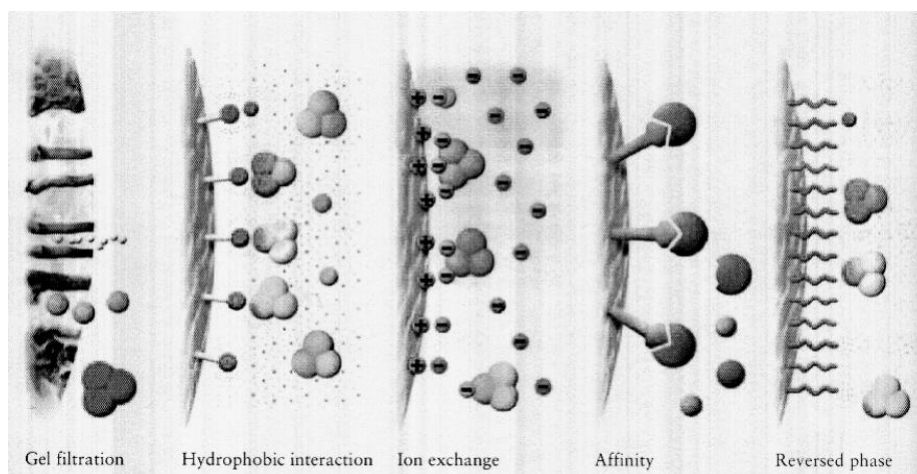 Gel filtration
Hydrophobic interaction
Ion exchange
Affinity
Reversed phase